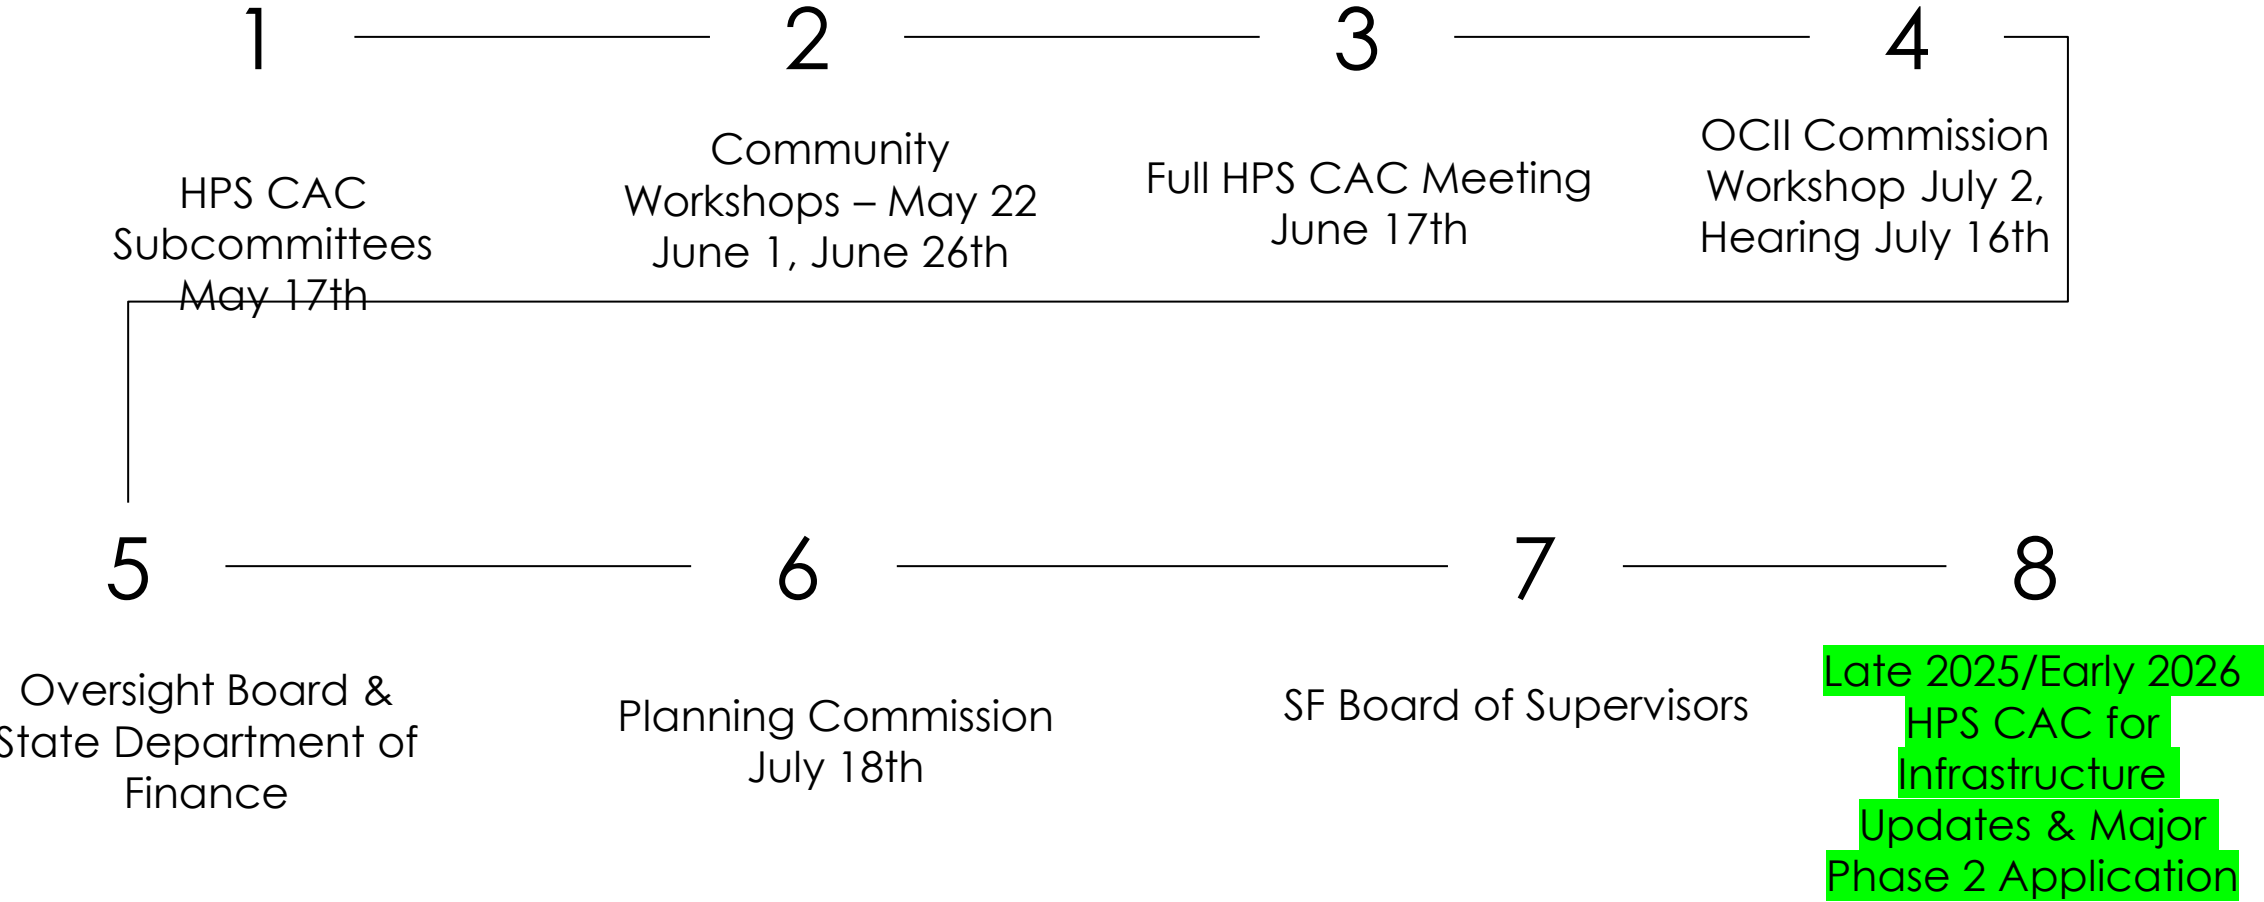 1
2
3
4
HPS CAC
Subcommittees
May 17th
Community
Workshops – May 22
June 1, June 26th
Full HPS CAC Meeting
June 17th
OCII Commission
Workshop July 2,
Hearing July 16th
5
6
7
8
Oversight Board &
State Department of
Finance
Planning Commission
July 18th
SF Board of Supervisors
Late 2025/Early 2026
HPS CAC for
Infrastructure
Updates & Major
Phase 2 Application